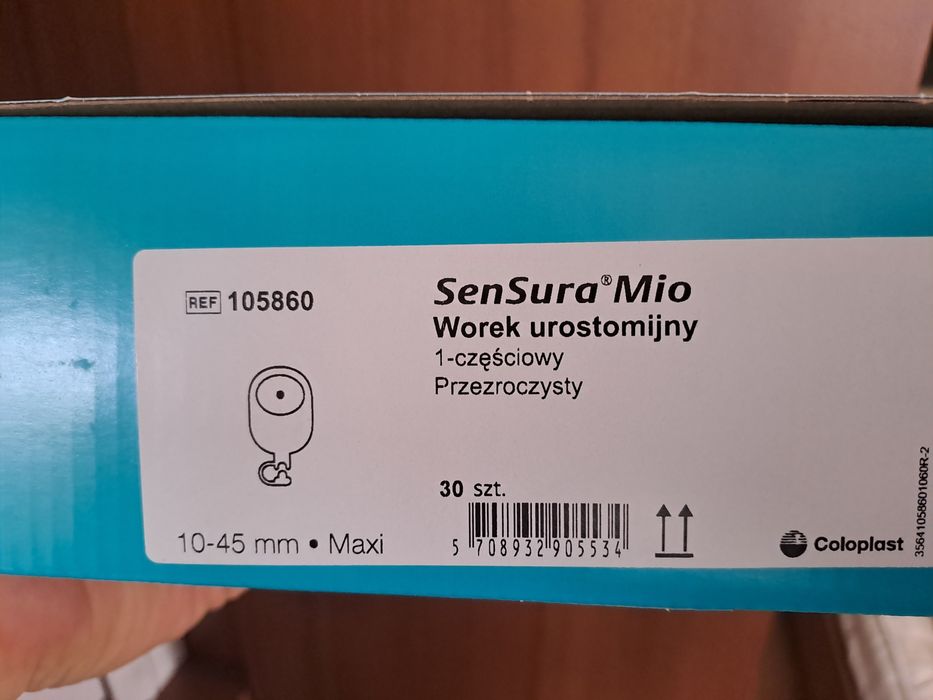 REF 105860
SenSura® Mio
Worek urostomijny
1-częściowy
Przezroczysty
30 szt.
5 708932 905534
10-45 mm • Maxi
Coloplast
35641058601060R-2